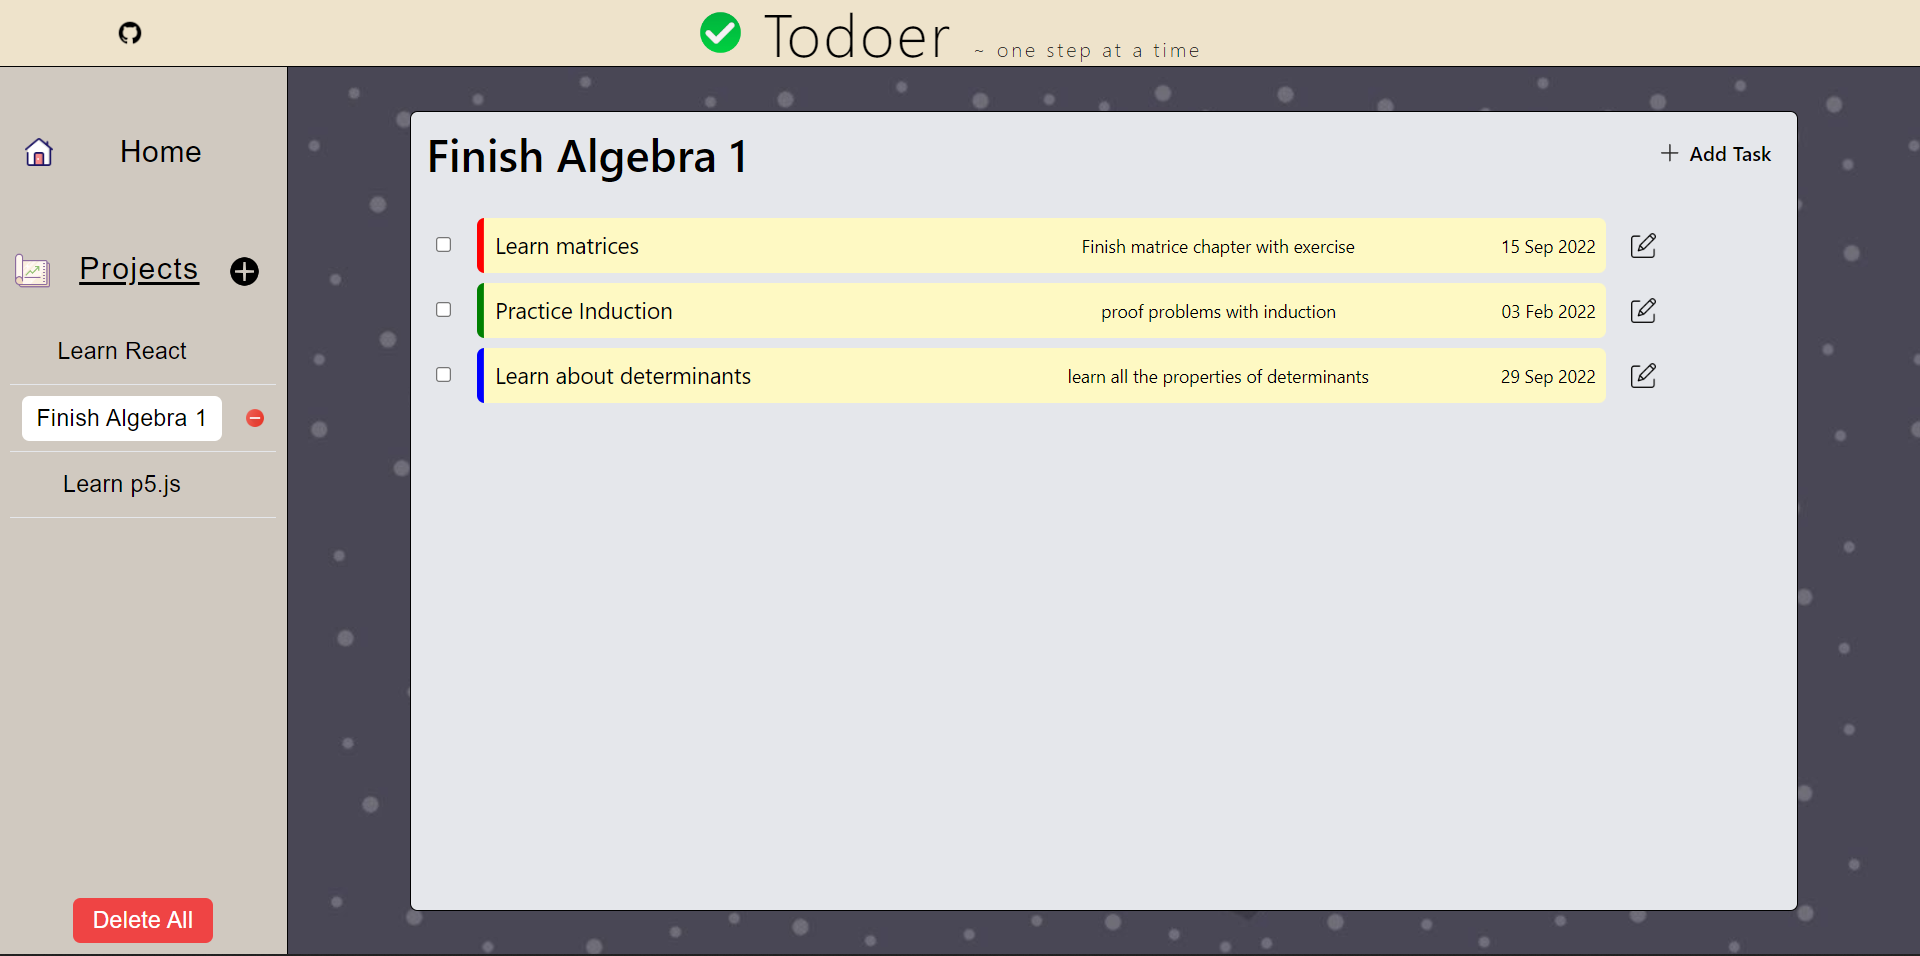 Todoer ~ one step at a time
Home
Projects
Learn React
Finish Algebra 1
Learn p5.js
Delete All
Finish Algebra 1
Add Task
Learn matrices Finish matrice chapter with exercise 15 Sep 2022
Practice Induction proof problems with induction 03 Feb 2022
Learn about determinants learn all the properties of determinants 29 Sep 2022